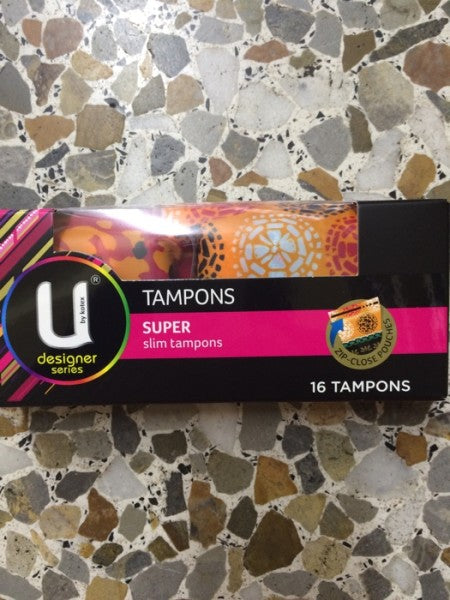 U®
by kotex
designer
series
TAMPONS
SUPER
slim tampons
ZIP-CLOSE POUCHES
16 TAMPONS